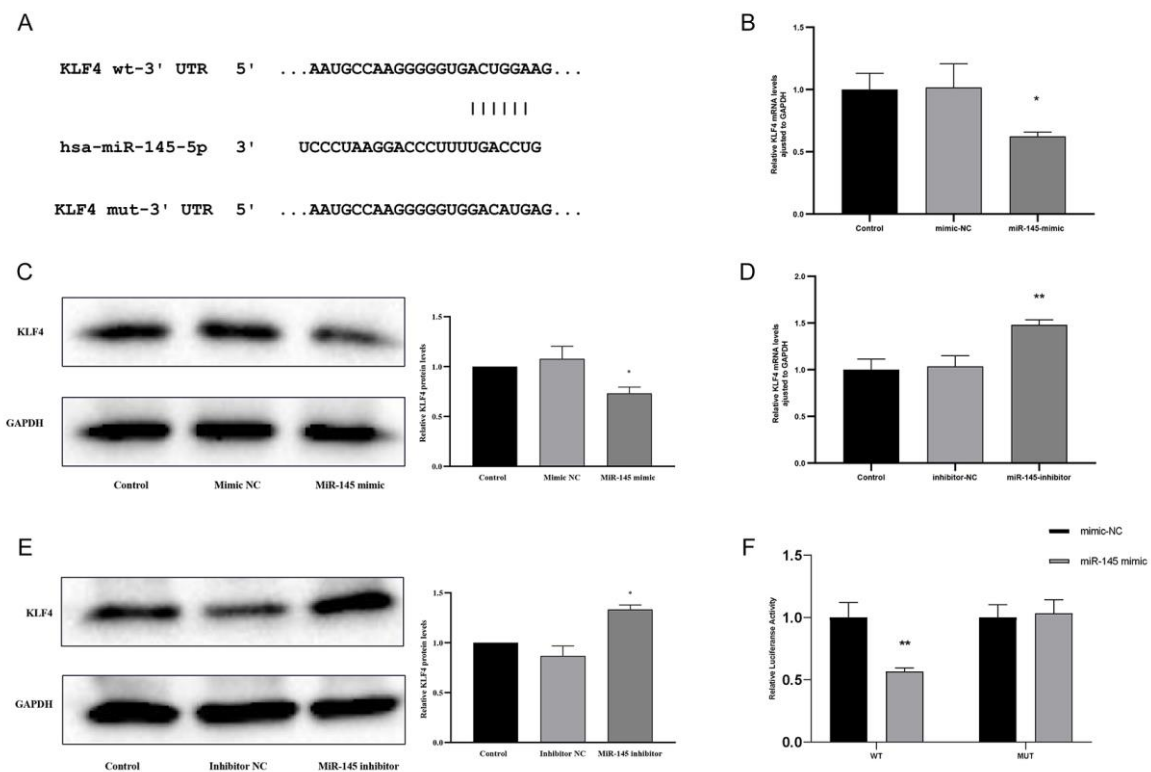 A
KLF4 wt-3' UTR 5' ...AAUGCCAAGGGGGUGACUGGAAG...
||||||
hsa-miR-145-5p 3' UCCCUAAGGACCCUUUUGACCUG
KLF4 mut-3' UTR 5' ...AAUGCCAAGGGGGUGGACAUGAG...
B
Relative KLF4 mRNA levels
ajusted to GAPDH
1.5
1.0
0.5
0.0
*
Control mimic-NC miR-145-mimic
C
KLF4
GAPDH
Control Mimic NC MiR-145 mimic
Relative KLF4 protein levels
1.5
1.0
0.5
0.0
*
Control Mimic NC MiR-145 mimic
D
Relative KLF4 mRNA levels
ajusted to GAPDH
2.0
1.5
1.0
0.5
0.0
**
Control inhibitor-NC miR-145-inhibitor
E
KLF4
GAPDH
Control Inhibitor NC MiR-145 inhibitor
Relative KLF4 protein levels
1.5
1.0
0.5
0.0
*
Control Inhibitor NC MiR-145 inhibitor
F
mimic-NC
miR-145 mimic
Relative Luciferanse Activity
1.5
1.0
0.5
0.0
**
WT MUT